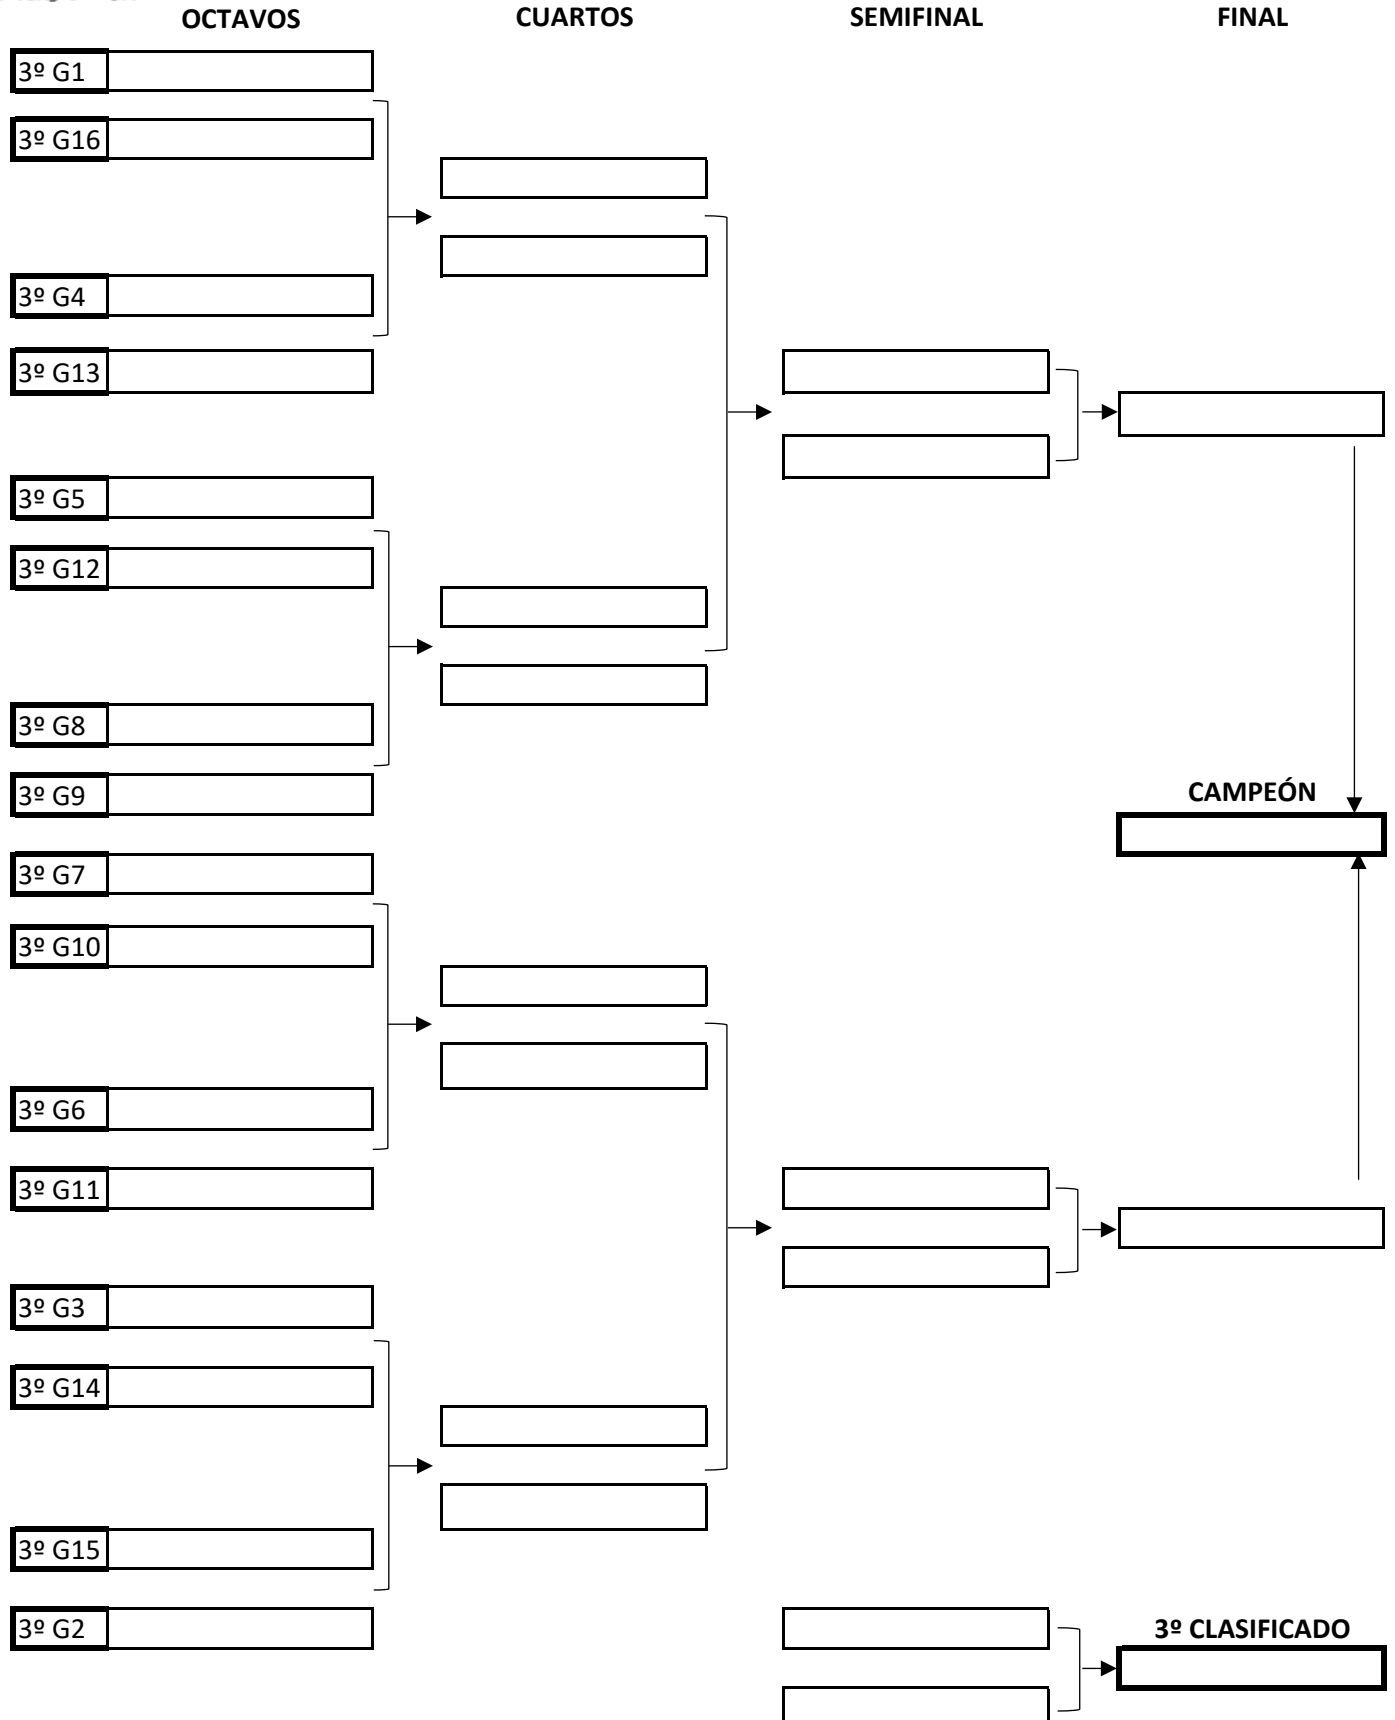 OCTAVOS
CUARTOS
SEMIFINAL
FINAL
3º G1
3º G16
3º G4
3º G13
3º G5
3º G12
3º G8
3º G9
CAMPEÓN
3º G7
3º G10
3º G6
3º G11
3º G3
3º G14
3º G15
3º G2
3º CLASIFICADO